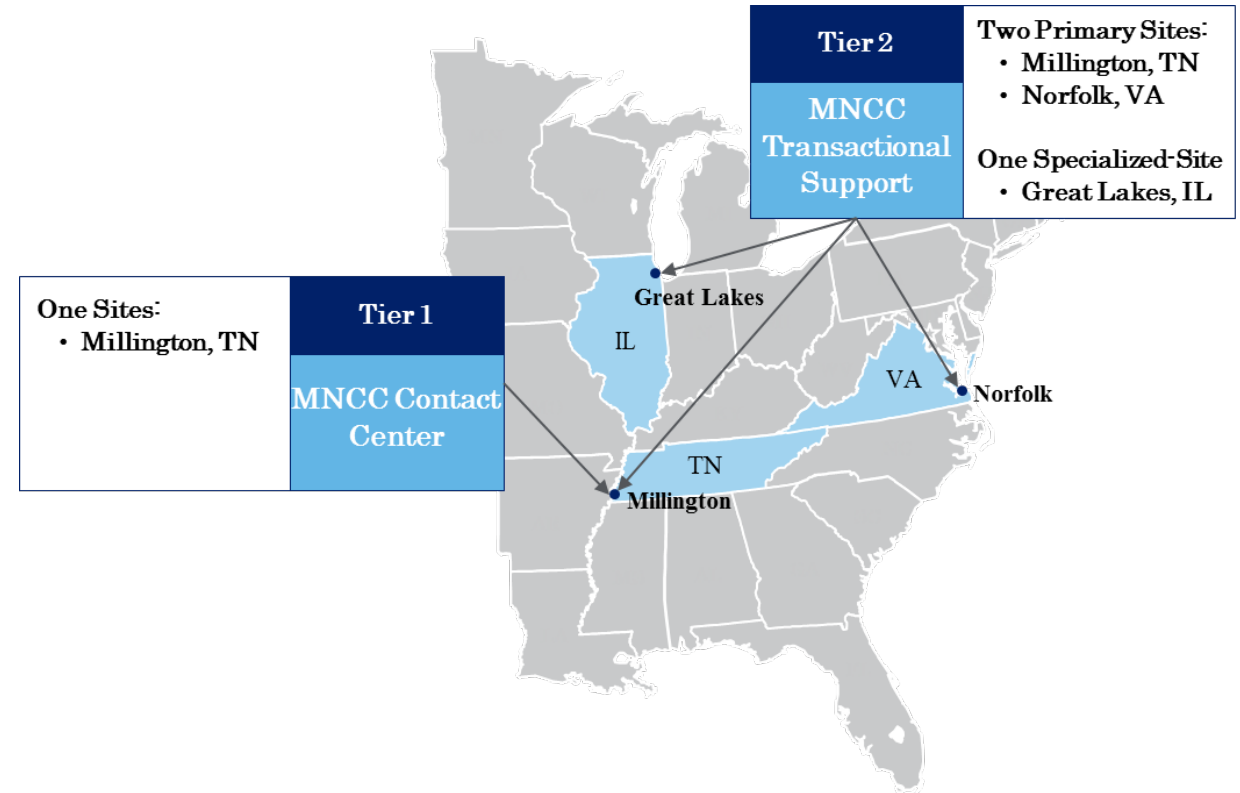 Tier 2
MNCC
Transactional
Support
Two Primary Sites:
• Millington, TN
• Norfolk, VA
One Specialized-Site
• Great Lakes, IL
One Sites:
• Millington, TN
Tier 1
MNCC Contact
Center
Great Lakes
IL
VA
Norfolk
TN
Millington